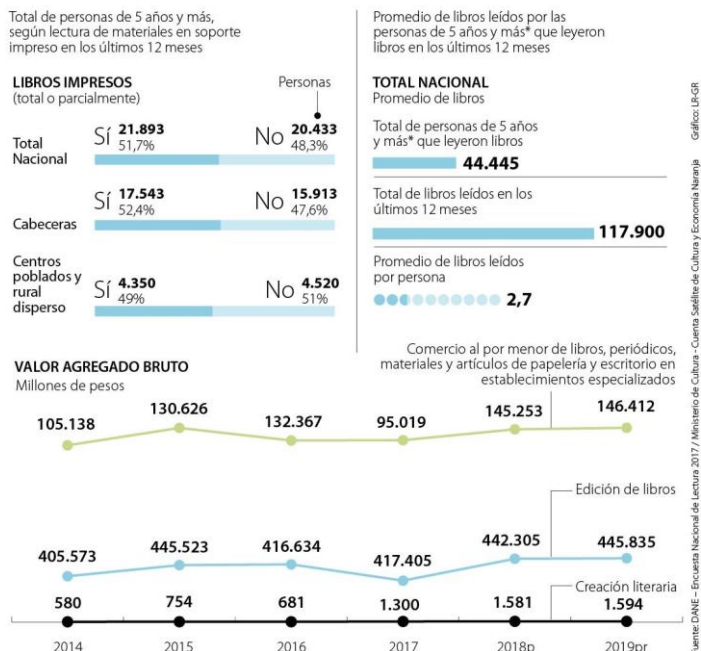 Total de personas de 5 años y más,
según lectura de materiales en soporte
impreso en los últimos 12 meses
LIBROS IMPRESOS
(total o parcialmente)
Personas
Total
Nacional
Sí 21.893
51,7%
No 20.433
48,3%
Cabeceras
Sí 17.543
52,4%
No 15.913
47,6%
Centros
poblados y
rural
disperso
Sí 4.350
49%
No 4.520
51%
Promedio de libros leídos por las
personas de 5 años y más* que leyeron
libros en los últimos 12 meses
TOTAL NACIONAL
Promedio de libros
Total de personas de 5 años
y más* que leyeron libros
44.445
Total de libros leídos en los
últimos 12 meses
117.900
Promedio de libros leídos
por persona
2,7
VALOR AGREGADO BRUTO
Millones de pesos
Comercio al por menor de libros, periódicos,
materiales y artículos de papelería y escritorio en
establecimientos especializados
105.138 130.626 132.367 95.019 145.253 146.412
Edición de libros
405.573 445.523 416.634 417.405 442.305 445.835
Creación literaria
580 754 681 1.300 1.581 1.594
2014 2015 2016 2017 2018p 2019pr
Fuente: DANE – Encuesta Nacional de Lectura 2017 / Ministerio de Cultura - Cuenta Satélite de Cultura y Economía Naranja Gráfico: LR-GR